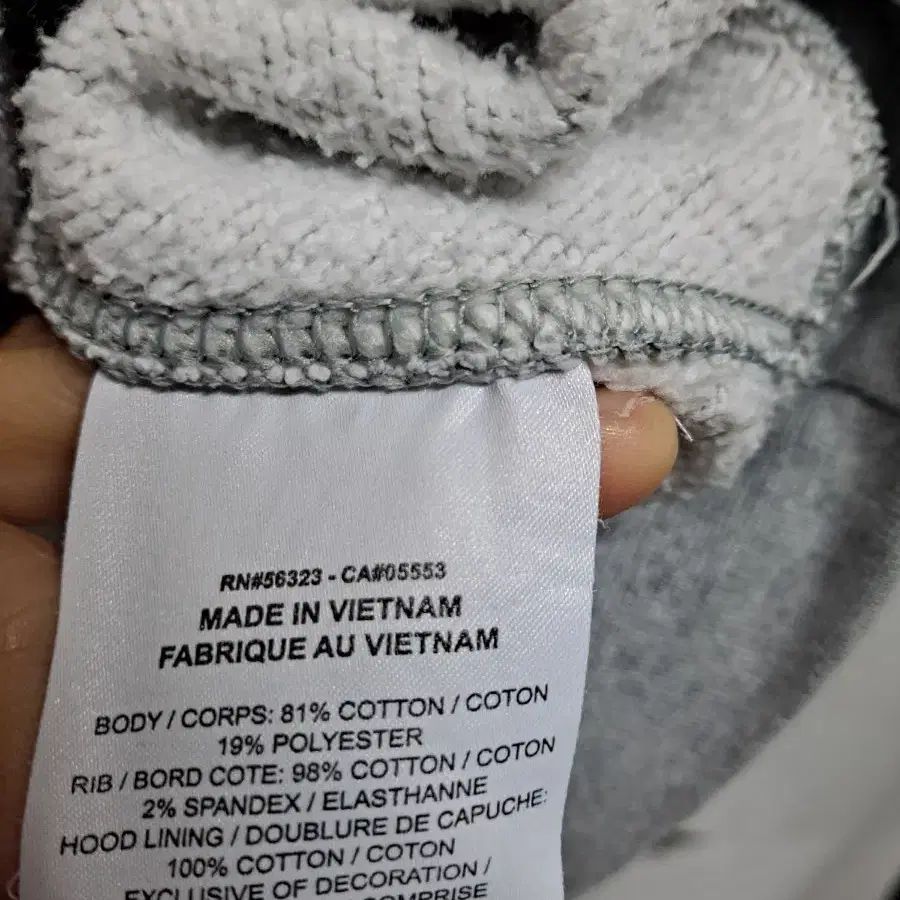 RN#56323 - CA#05553
MADE IN VIETNAM
FABRIQUE AU VIETNAM
BODY / CORPS: 81% COTTON / COTON
19% POLYESTER
RIB / BORD COTE: 98% COTTON / COTON
2% SPANDEX / ELASTHANNE
HOOD LINING / DOUBLURE DE CAPUCHE:
100% COTTON / COTON
EXCLUSIVE OF DECORATION /
COMPRISE